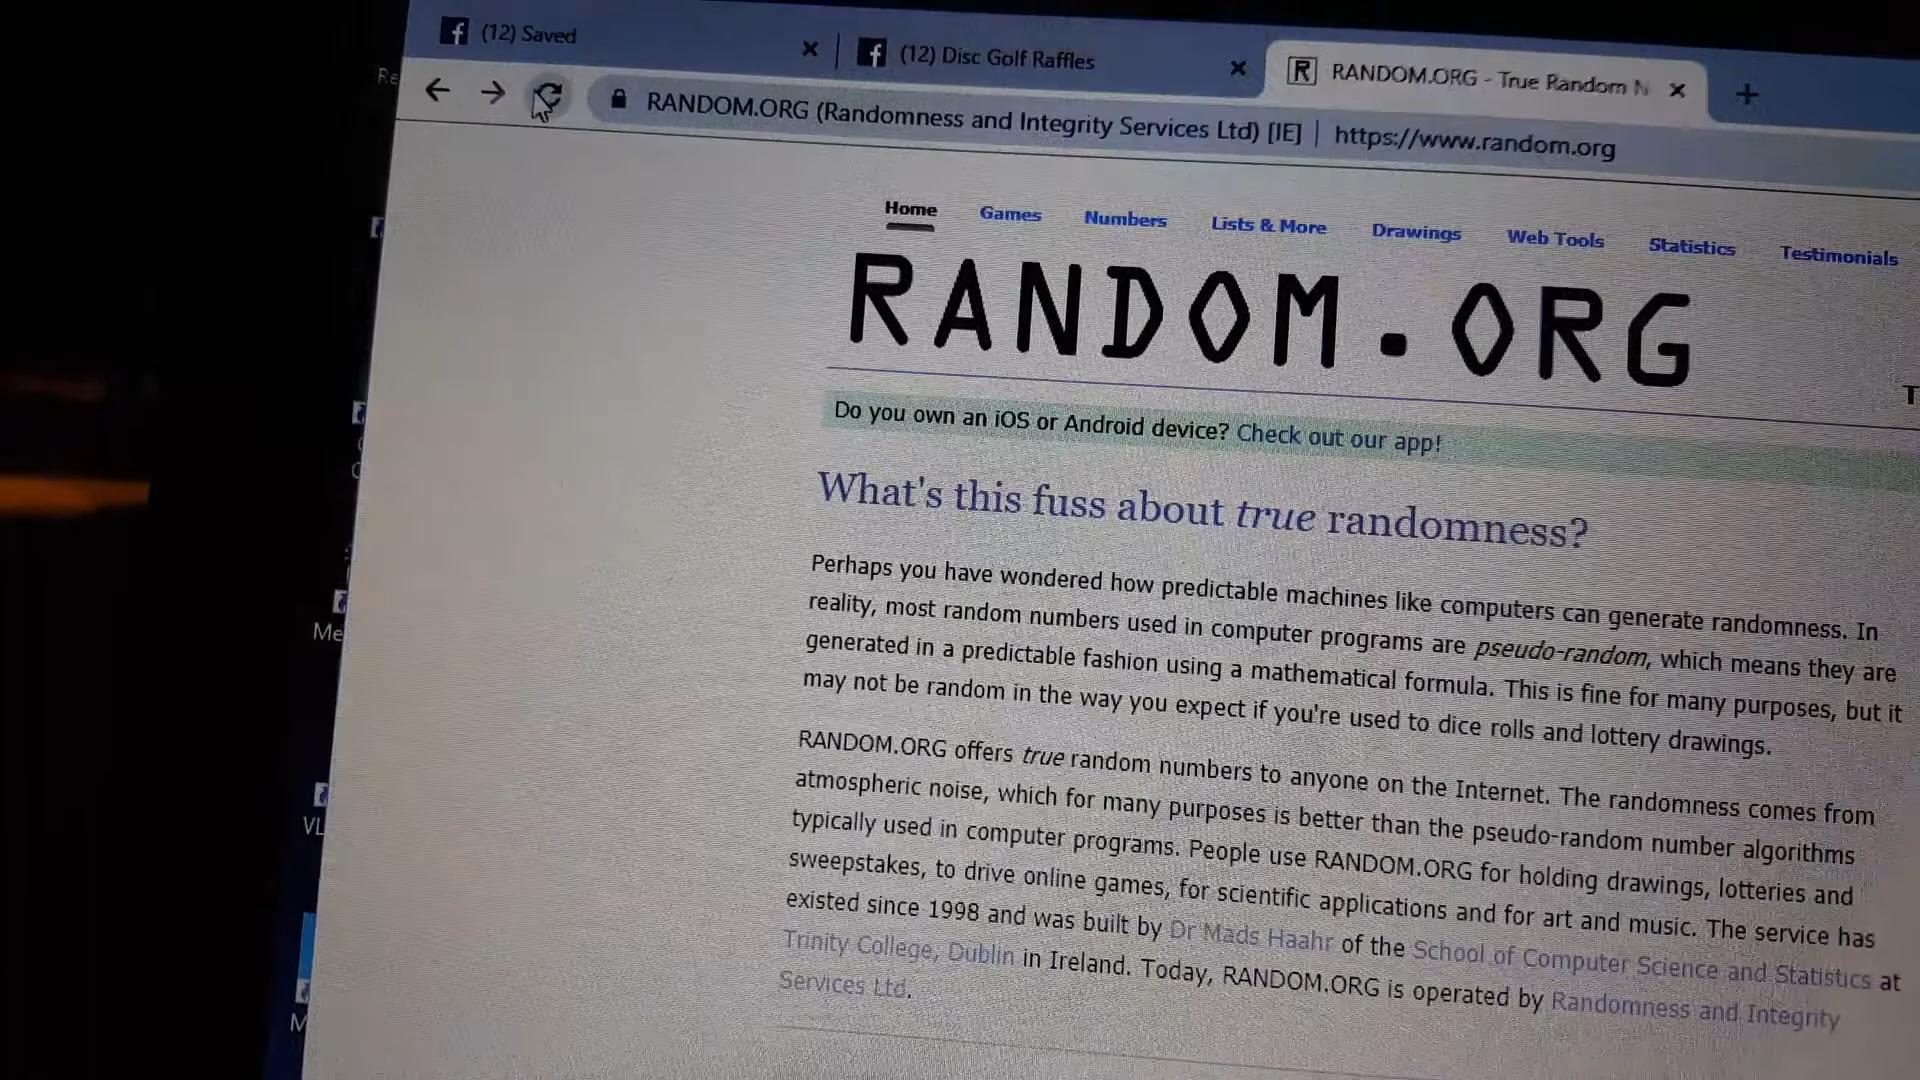 (12) Saved
(12) Disc Golf Raffles
RANDOM.ORG - True Random N
RANDOM.ORG (Randomness and Integrity Services Ltd) [IE] | https://www.random.org
Home Games Numbers Lists & More Drawings Web Tools Statistics Testimonials
RANDOM.ORG
Do you own an iOS or Android device? Check out our app!
What's this fuss about true randomness?
Perhaps you have wondered how predictable machines like computers can generate randomness. In
reality, most random numbers used in computer programs are pseudo-random, which means they are
generated in a predictable fashion using a mathematical formula. This is fine for many purposes, but it
may not be random in the way you expect if you're used to dice rolls and lottery drawings.
RANDOM.ORG offers true random numbers to anyone on the Internet. The randomness comes from
atmospheric noise, which for many purposes is better than the pseudo-random number algorithms
typically used in computer programs. People use RANDOM.ORG for holding drawings, lotteries and
sweepstakes, to drive online games, for scientific applications and for art and music. The service has
existed since 1998 and was built by Dr Mads Haahr of the School of Computer Science and Statistics at
Trinity College, Dublin in Ireland. Today, RANDOM.ORG is operated by Randomness and Integrity
Services Ltd.
Re
Me
VL
M